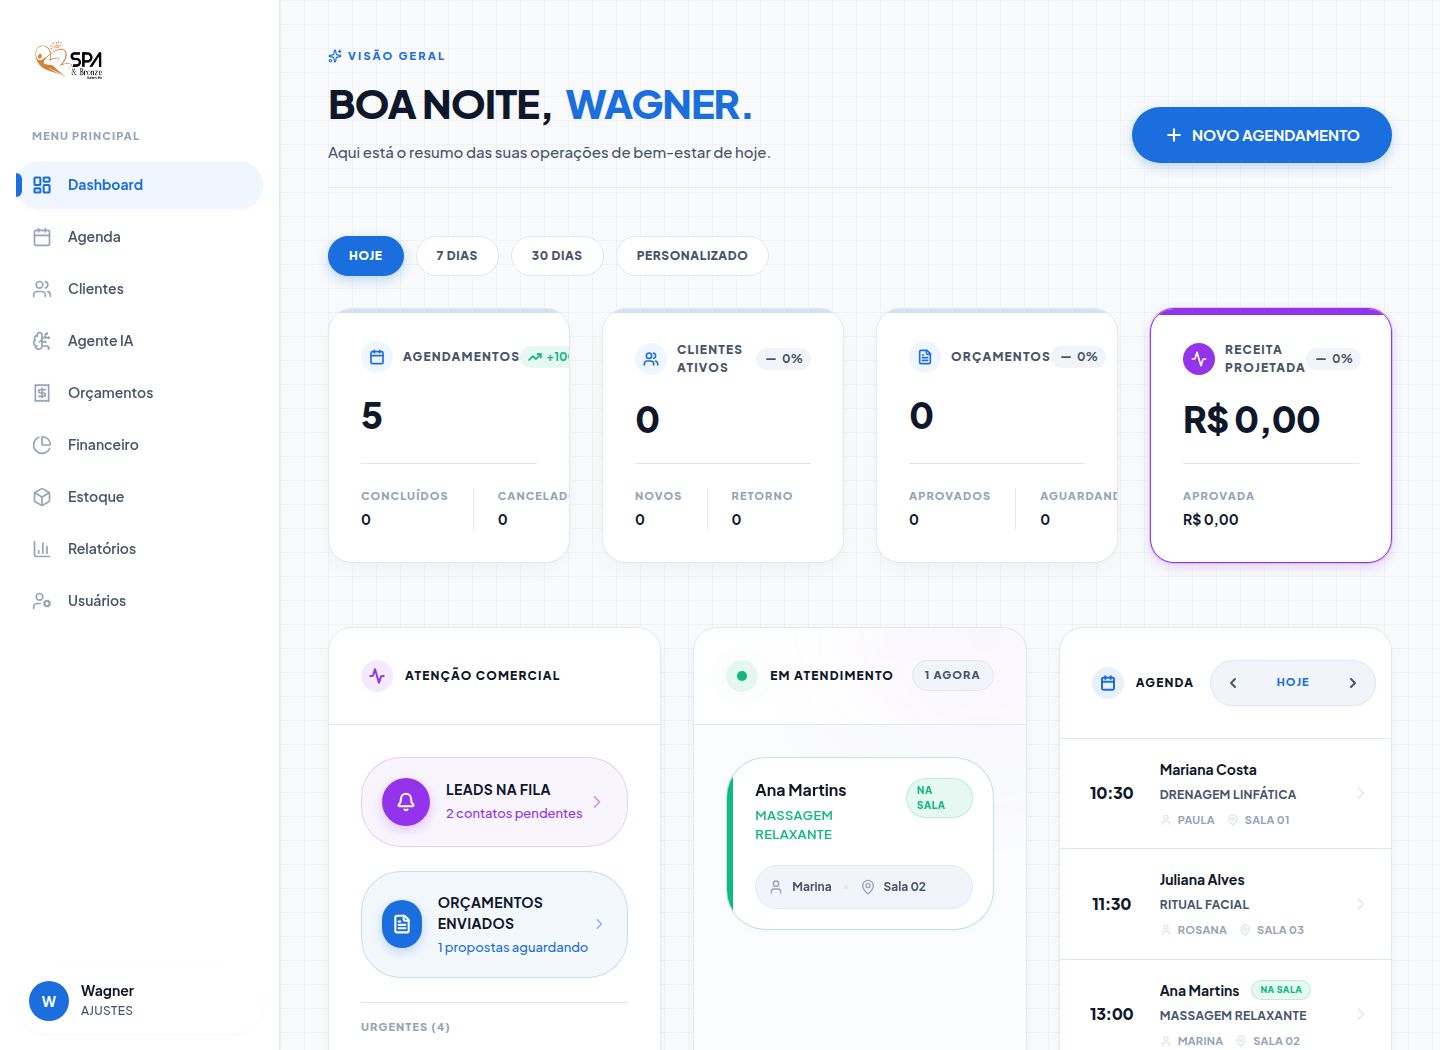 SPA
& Bronze
MENU PRINCIPAL
Dashboard
Agenda
Clientes
Agente IA
Orçamentos
Financeiro
Estoque
Relatórios
Usuários
W
Wagner
AJUSTES
VISÃO GERAL
BOA NOITE, WAGNER.
Aqui está o resumo das suas operações de bem-estar de hoje.
NOVO AGENDAMENTO
HOJE
7 DIAS
30 DIAS
PERSONALIZADO
AGENDAMENTOS
+10
5
CONCLUÍDOS
0
CANCELAD
0
CLIENTES
ATIVOS
0%
0
NOVOS
0
RETORNO
0
ORÇAMENTOS
0%
0
APROVADOS
0
AGUARDAND
0
RECEITA
PROJETADA
0%
R$ 0,00
APROVADA
R$ 0,00
ATENÇÃO COMERCIAL
LEADS NA FILA
2 contatos pendentes
ORÇAMENTOS
ENVIADOS
1 propostas aguardando
URGENTES (4)
EM ATENDIMENTO
1 AGORA
Ana Martins
NA
SALA
MASSAGEM
RELAXANTE
Marina
Sala 02
AGENDA
HOJE
10:30
Mariana Costa
DRENAGEM LINFÁTICA
PAULA
SALA 01
11:30
Juliana Alves
RITUAL FACIAL
ROSANA
SALA 03
13:00
Ana Martins
NA SALA
MASSAGEM RELAXANTE
MARINA
SALA 02